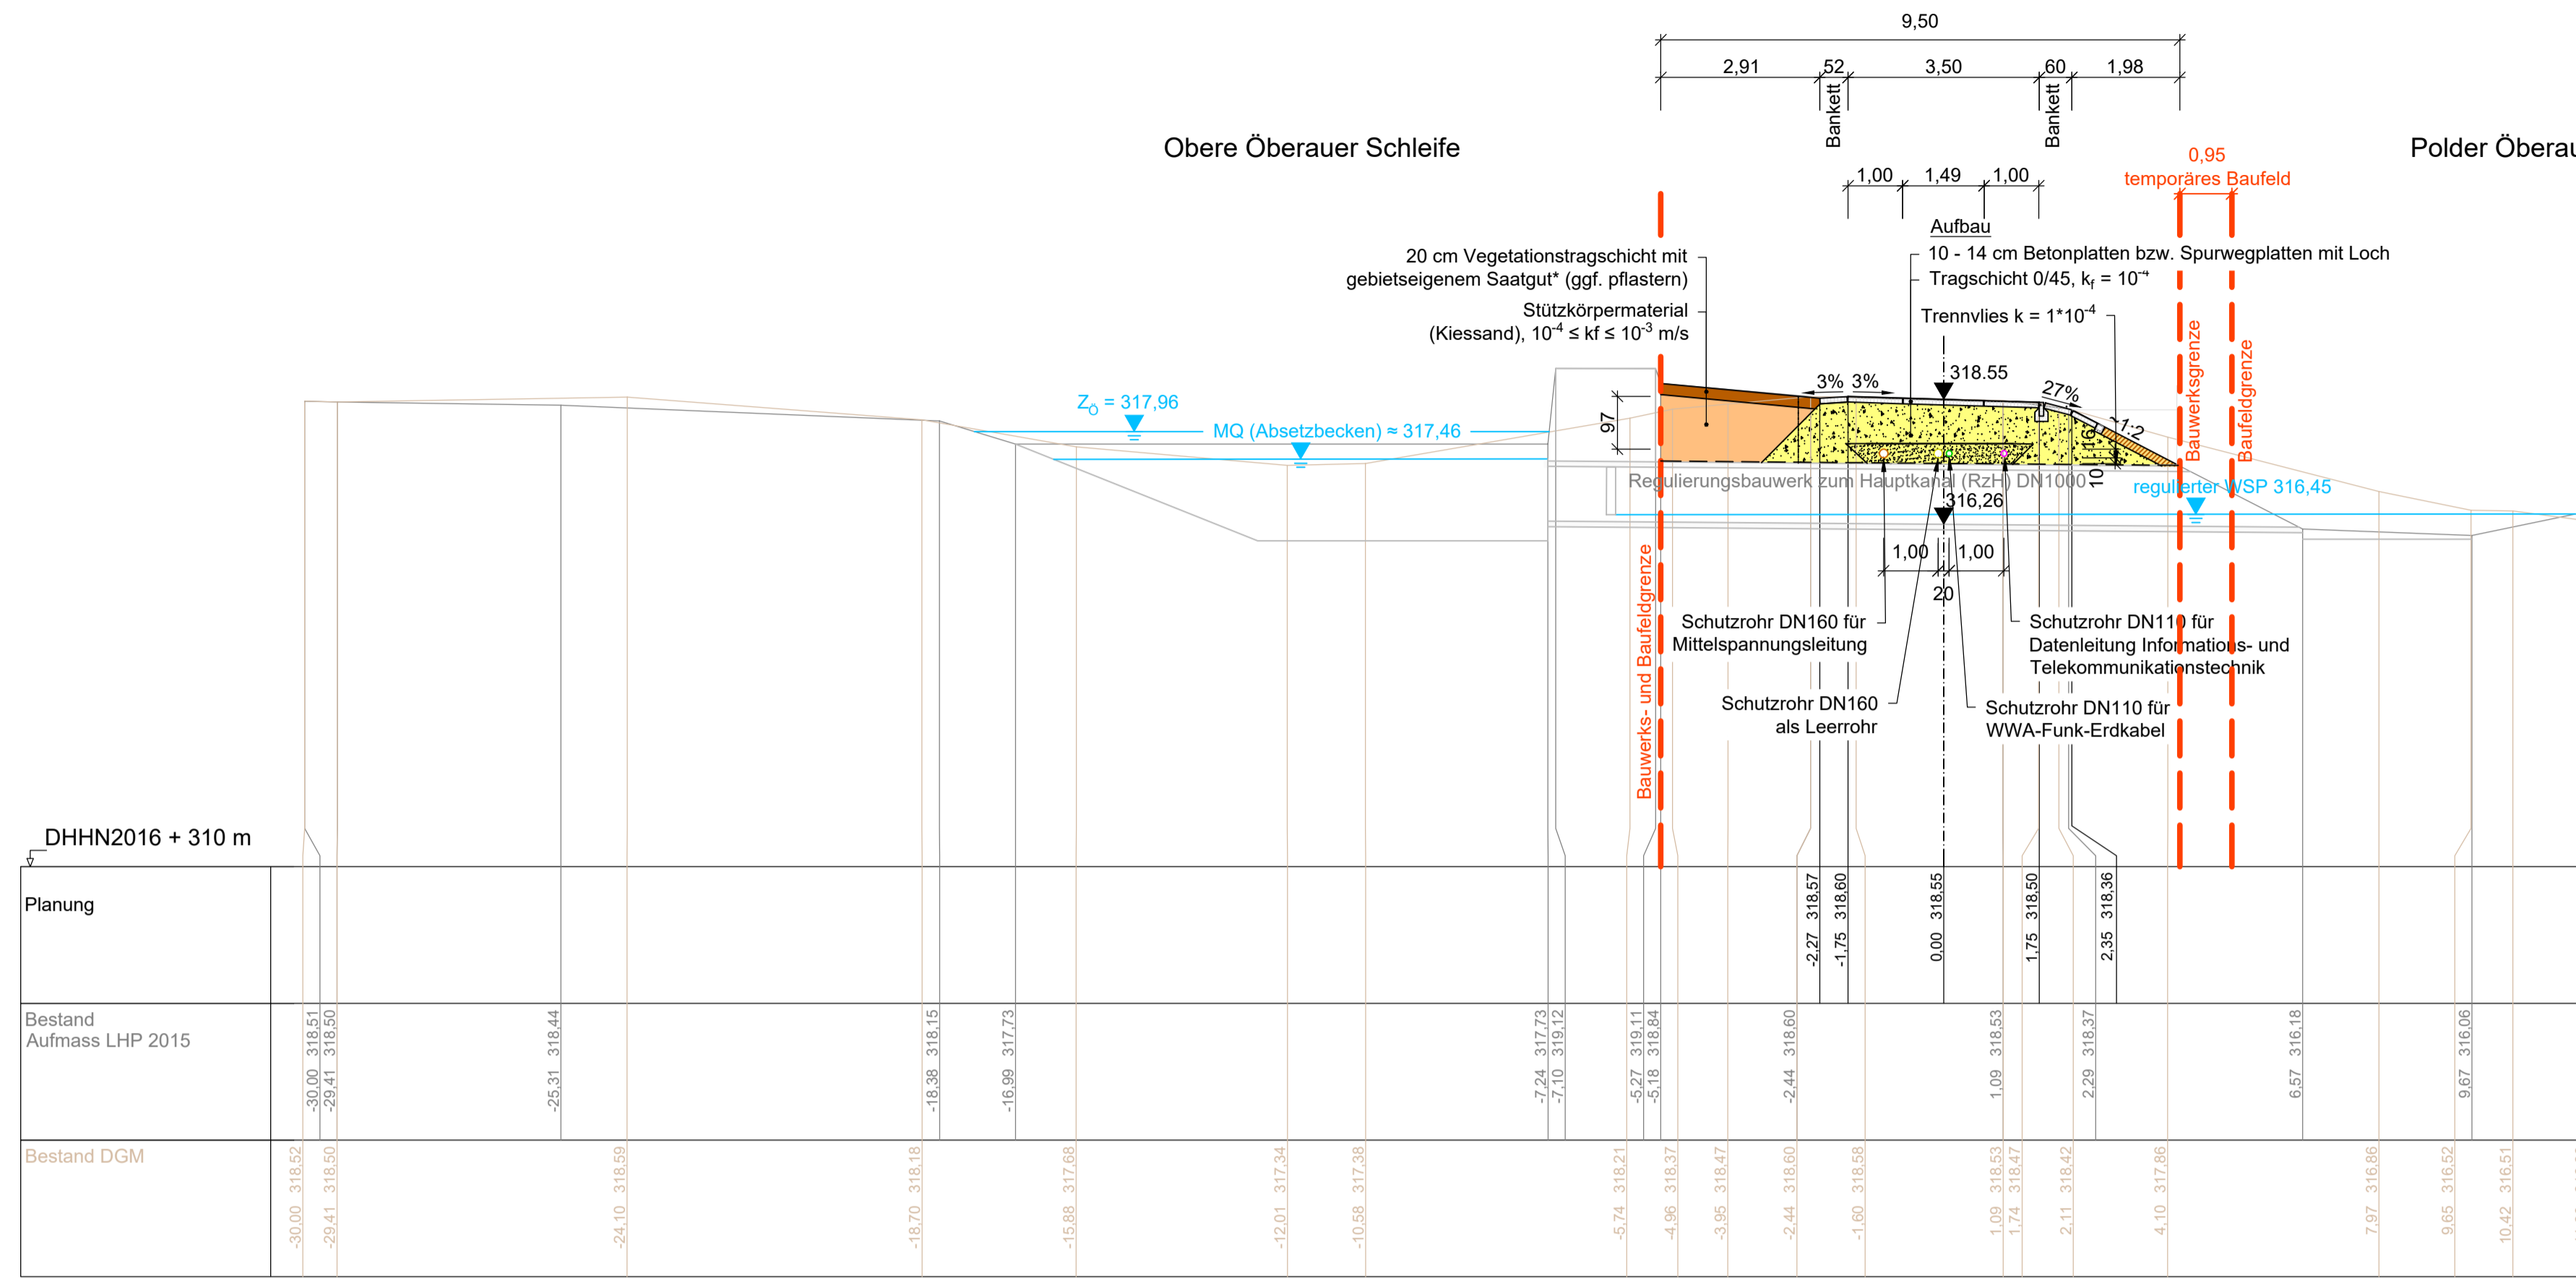 9,50
2,91
52
3,50
60
1,98
Bankett
Bankett
Obere Öberauer Schleife
Polder Öberau
0,95
temporäres Baufeld
1,00
1,49
1,00
Aufbau
10 - 14 cm Betonplatten bzw. Spurwegplatten mit Loch
Tragschicht 0/45, kf = 10-4
Trennvlies k = 1*10-4
20 cm Vegetationstragschicht mit
gebietseigenem Saatgut* (ggf. pflastern)
Stützkörpermaterial
(Kiessand), 10-4 ≤ kf ≤ 10-3 m/s
Bauwerksgrenze
Baufeldgrenze
318.55
3%
3%
27%
~1:2
97
16
10
ZÖ = 317,96
MQ (Absetzbecken) ≈ 317,46
Regulierungsbauwerk zum Hauptkanal (RzH) DN1000
regulierter WSP 316,45
316,26
1,00
1,00
20
Bauwerks- und Baufeldgrenze
Schutzrohr DN160 für
Mittelspannungsleitung
Schutzrohr DN110 für
Datenleitung Informations- und
Telekommunikationstechnik
Schutzrohr DN160
als Leerrohr
Schutzrohr DN110 für
WWA-Funk-Erdkabel
DHHN2016 + 310 m
Planung
-2,27 318,57
-1,75 318,60
0,00 318,55
1,75 318,50
2,35 318,36
Bestand
Aufmass LHP 2015
-30,00 318,51
-29,41 318,50
-25,31 318,44
-18,38 318,15
-16,99 317,73
-7,24 317,73
-7,10 319,12
-5,27 319,11
-5,18 318,84
-2,44 318,60
1,09 318,53
2,29 318,37
6,57 316,18
9,67 316,06
Bestand DGM
-30,00 318,52
-29,41 318,50
-24,10 318,59
-18,70 318,18
-15,88 317,68
-12,01 317,34
-10,58 317,38
-5,74 318,21
-4,96 318,37
-3,95 318,47
-2,44 318,60
-1,60 318,58
1,09 318,53
1,74 318,47
2,11 318,42
4,10 317,86
7,97 316,86
9,65 316,52
10,42 316,51